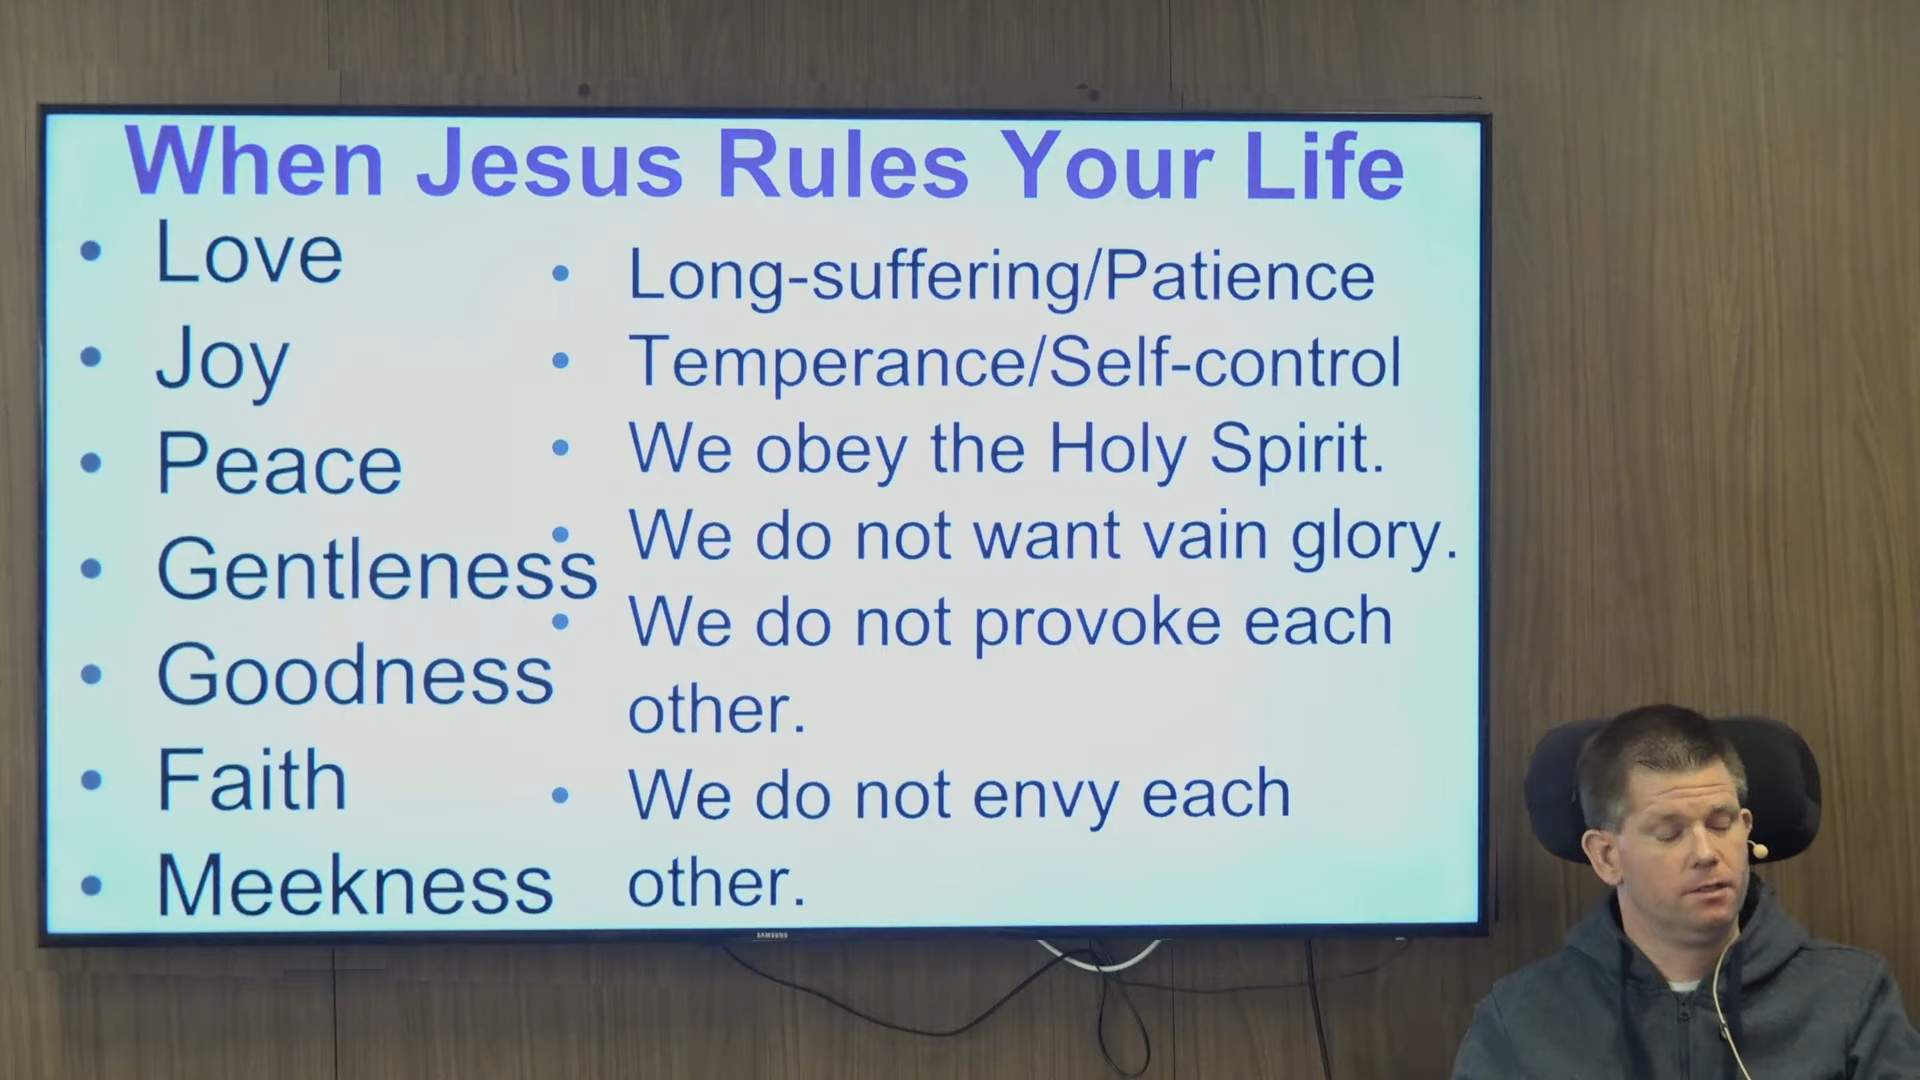 When Jesus Rules Your Life
• Love
• Joy
• Peace
• Gentleness
• Goodness
• Faith
• Meekness
• Long-suffering/Patience
• Temperance/Self-control
• We obey the Holy Spirit.
• We do not want vain glory.
• We do not provoke each
other.
• We do not envy each
other.
SAMSUNG